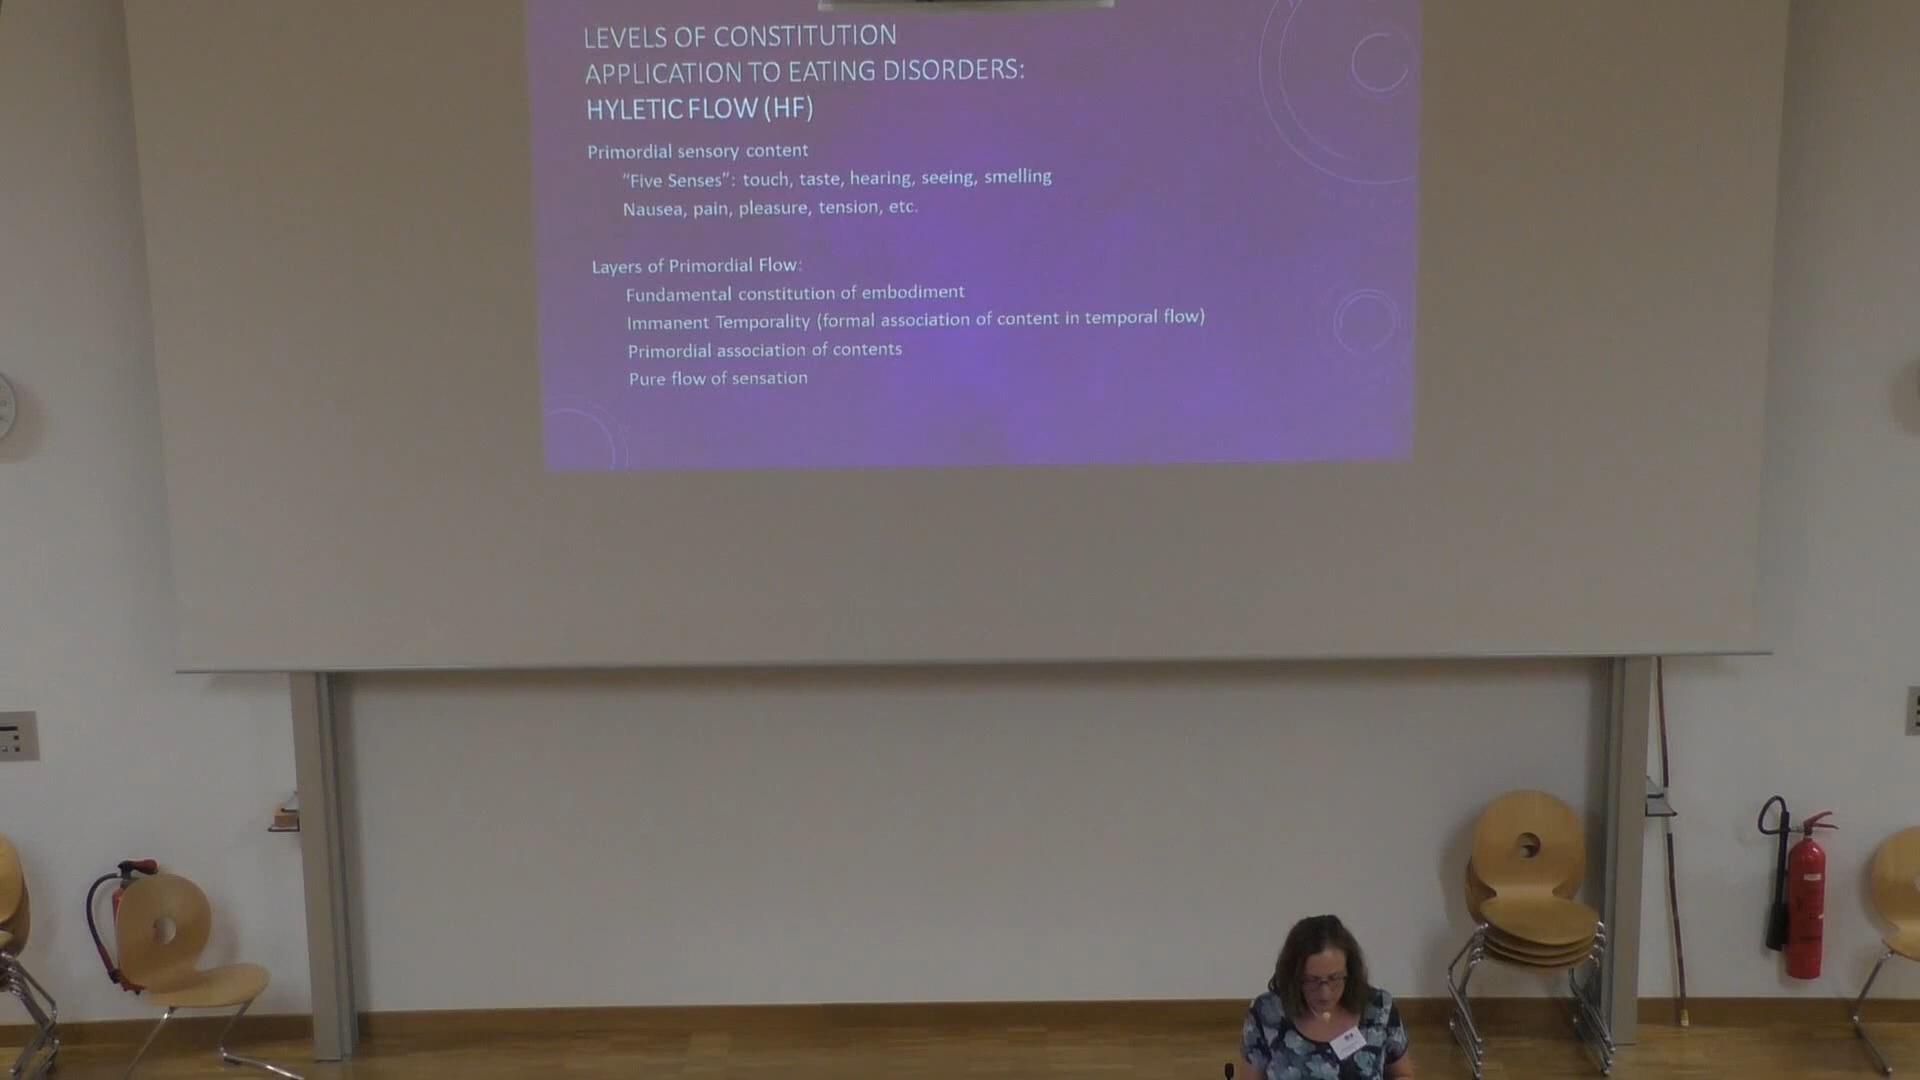 LEVELS OF CONSTITUTION
APPLICATION TO EATING DISORDERS:
HYLETIC FLOW (HF)
Primordial sensory content
"Five Senses": touch, taste, hearing, seeing, smelling
Nausea, pain, pleasure, tension, etc.
Layers of Primordial Flow:
Fundamental constitution of embodiment
Immanent Temporality (formal association of content in temporal flow)
Primordial association of contents
Pure flow of sensation